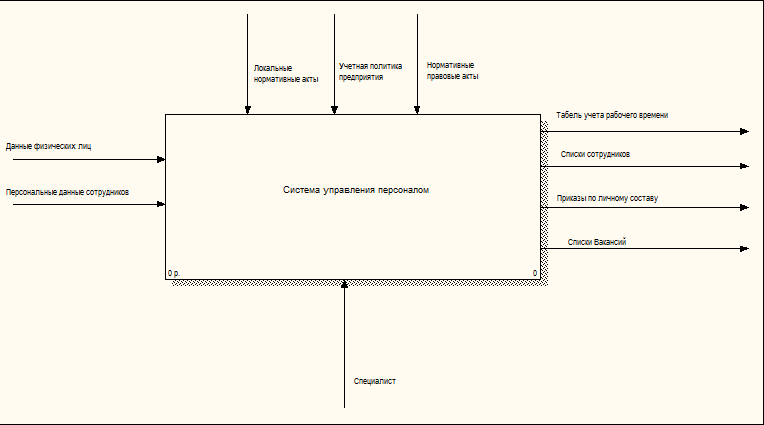 Локальные
нормативные акты
Учетная политика
предприятия
Нормативные
правовые акты
Табель учета рабочего времени
Данные физических лиц
Списки сотрудников
Персональные данные сотрудников
Система управления персоналом
Приказы по личному составу
Списки Вакансий
0 р.
0
Специалист